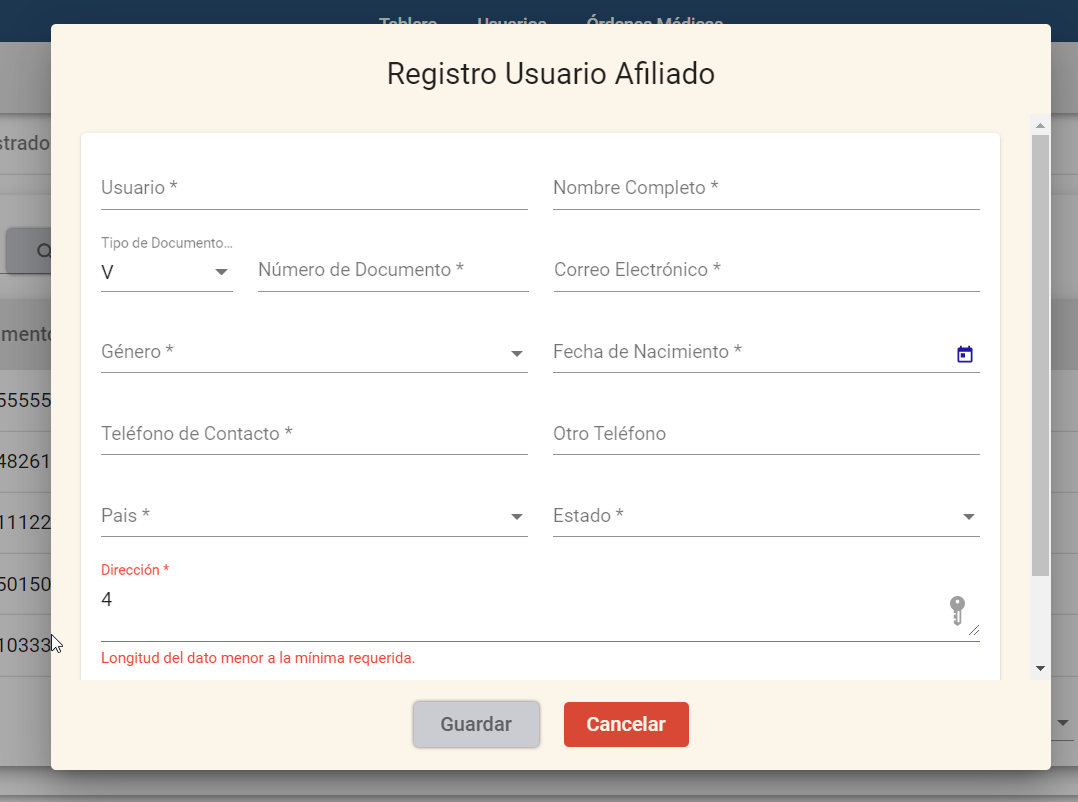 Tablero Usuarios Órdenes Médicas
Registro Usuario Afiliado
strado
Usuario * Nombre Completo *
Tipo de Documento...
V Número de Documento * Correo Electrónico *
mento
Género * Fecha de Nacimiento *
55555
Teléfono de Contacto * Otro Teléfono
48261
Pais * Estado *
11122
Dirección *
50150
4
10333
Longitud del dato menor a la mínima requerida.
Guardar Cancelar